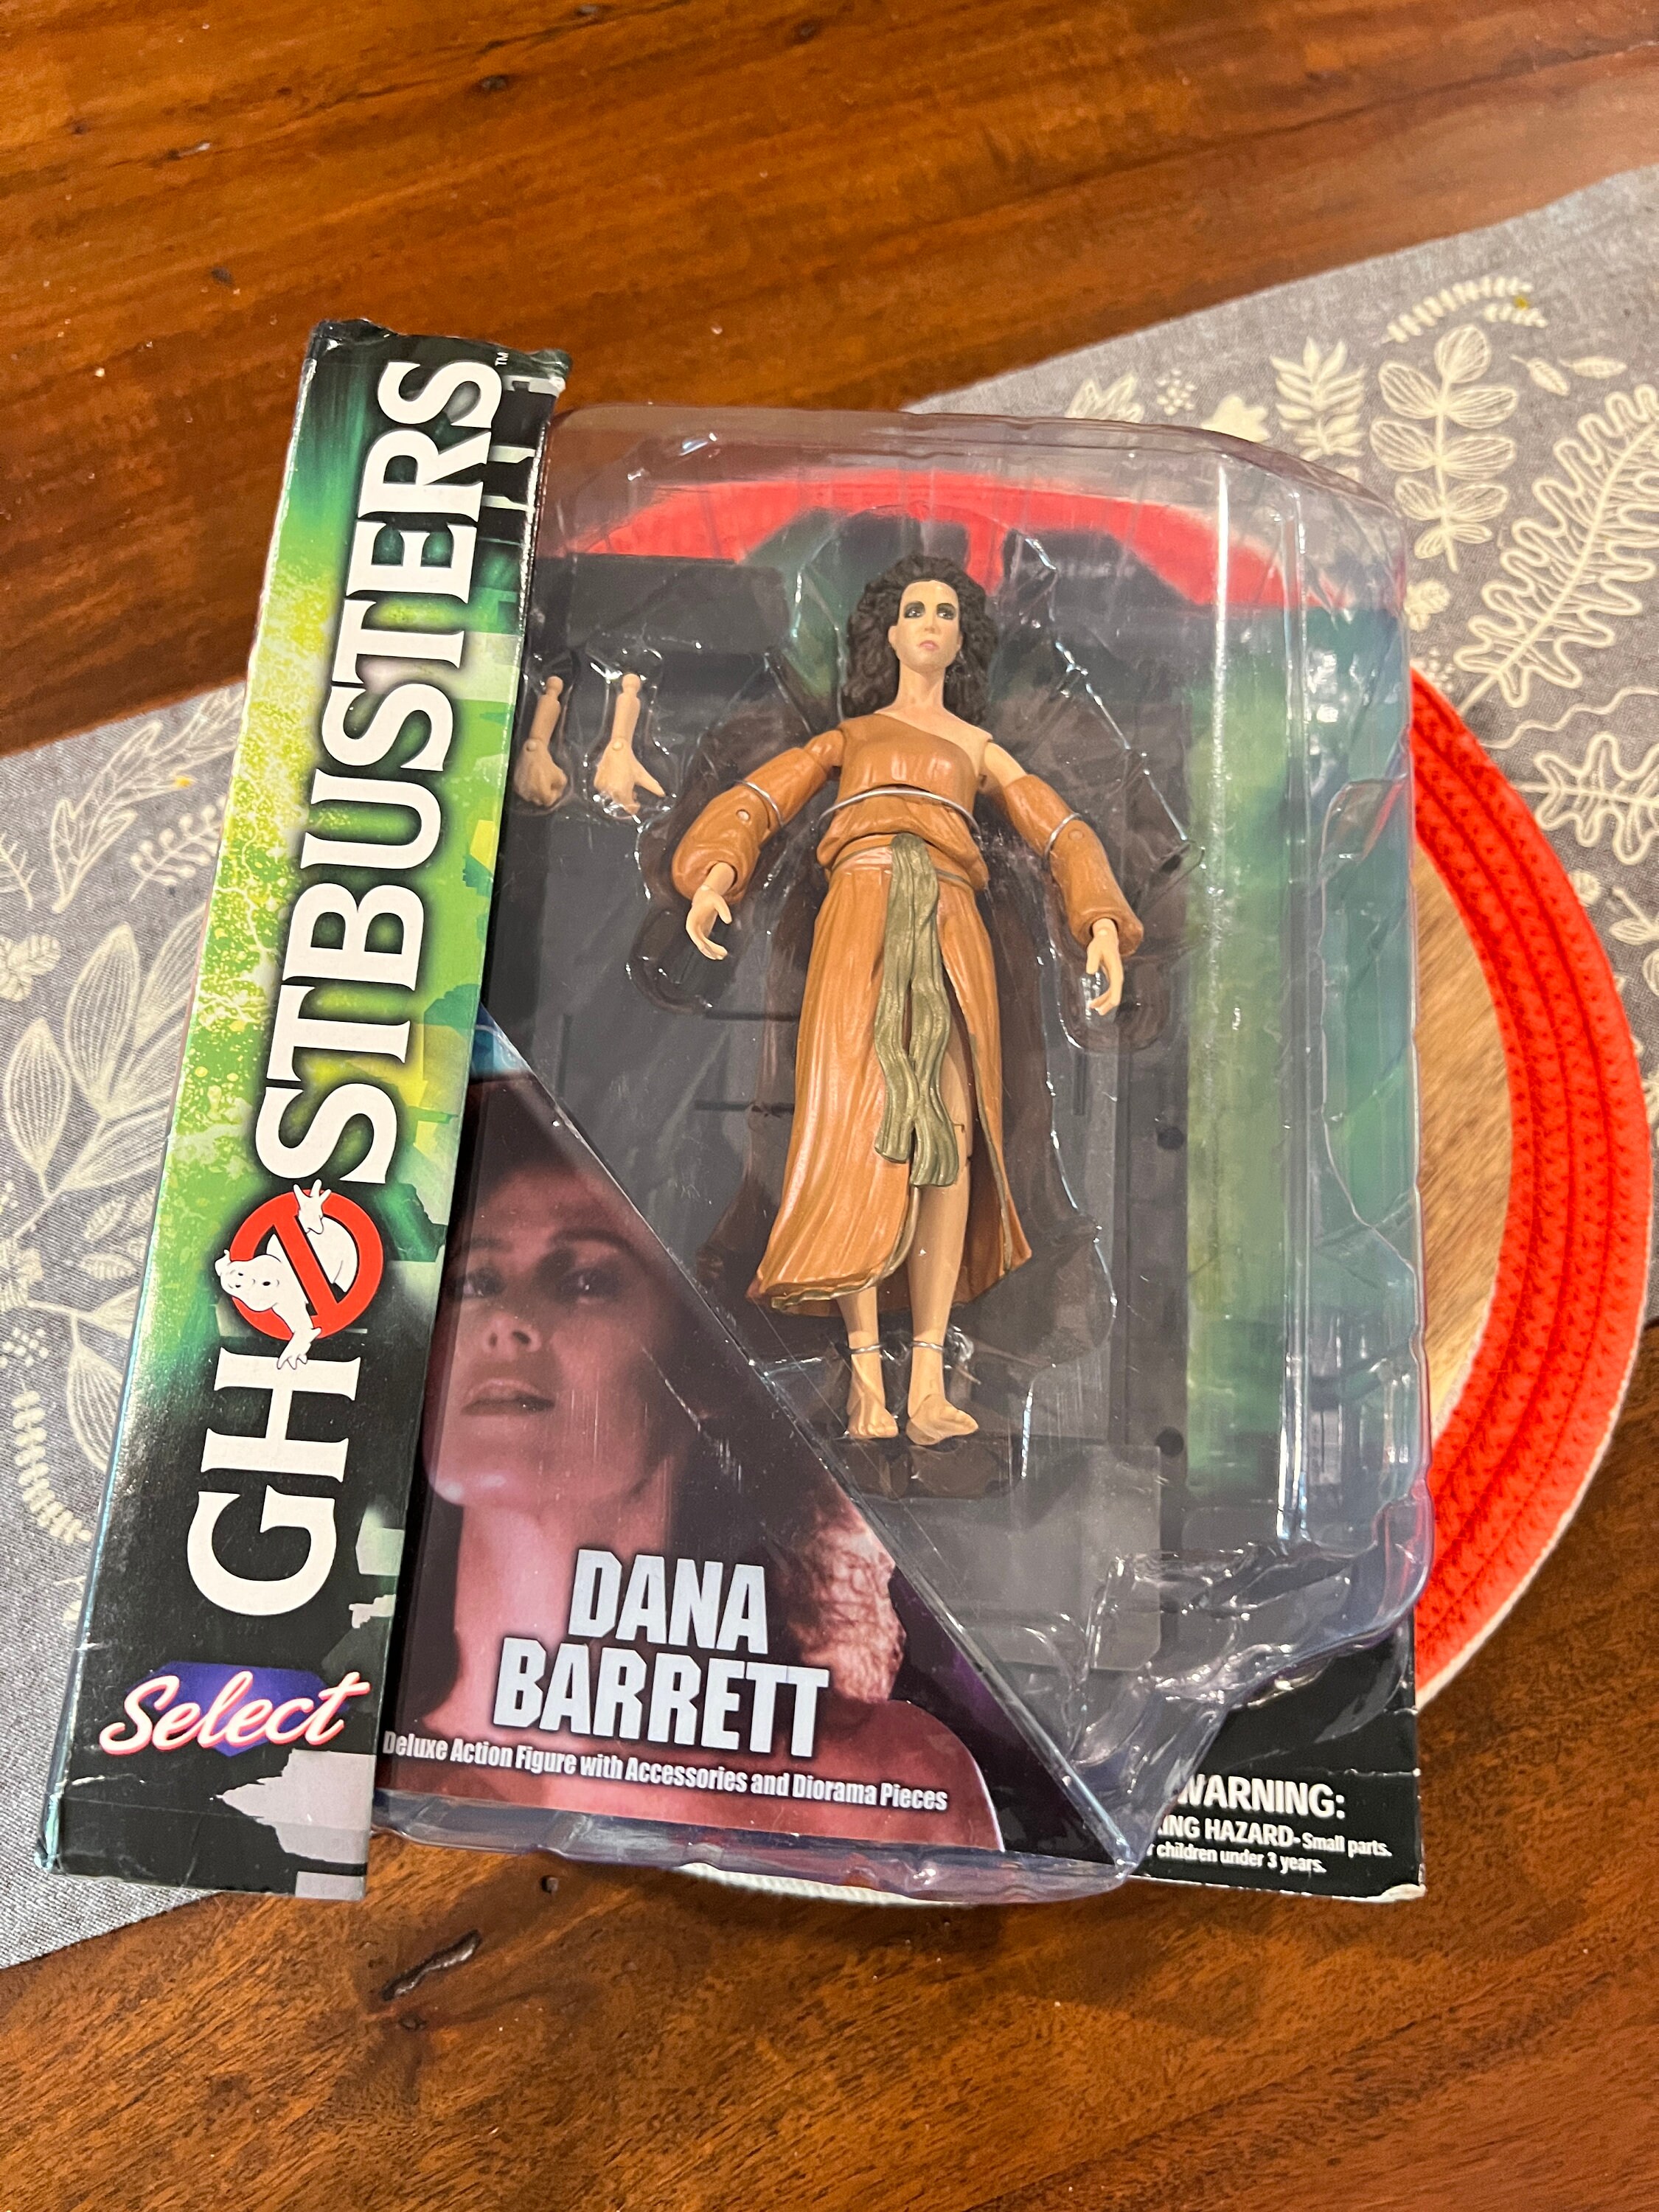 GHOSTBUSTERS™
Select
DANA
BARRETT
Deluxe Action Figure with Accessories and Diorama Pieces
WARNING:
HAZARD-Small parts.
children under 3 years.